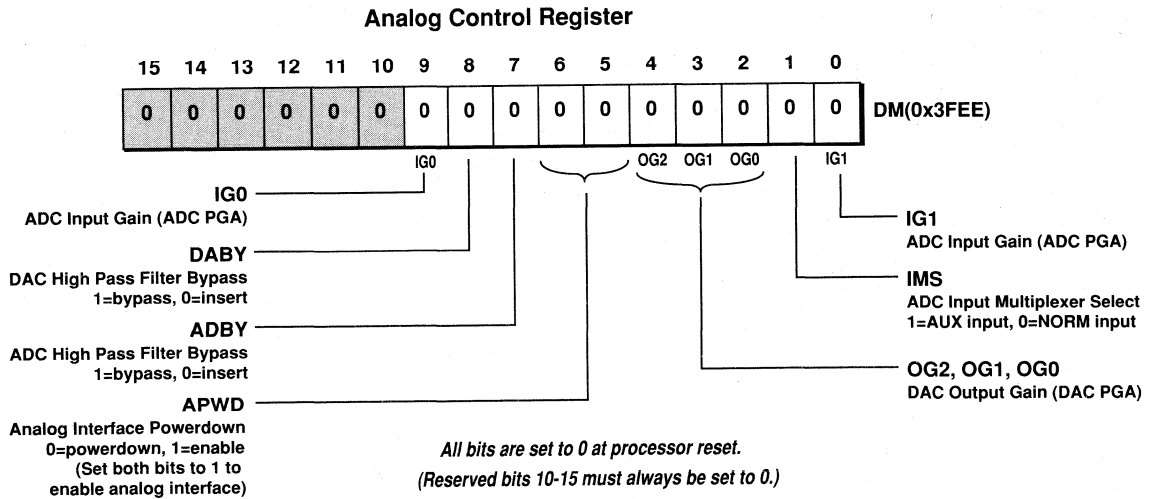 Analog Control Register
15 14 13 12 11 10 9 8 7 6 5 4 3 2 1 0
0 0 0 0 0 0 0 0 0 0 0 0 0 0 0 0 DM(0x3FEE)
IG0 OG2 OG1 OG0 IG1
IG0
ADC Input Gain (ADC PGA)
DABY
DAC High Pass Filter Bypass
1=bypass, 0=insert
ADBY
ADC High Pass Filter Bypass
1=bypass, 0=insert
APWD
Analog Interface Powerdown
0=powerdown, 1=enable
(Set both bits to 1 to
enable analog interface)
IG1
ADC Input Gain (ADC PGA)
IMS
ADC Input Multiplexer Select
1=AUX input, 0=NORM input
OG2, OG1, OG0
DAC Output Gain (DAC PGA)
All bits are set to 0 at processor reset.
(Reserved bits 10-15 must always be set to 0.)